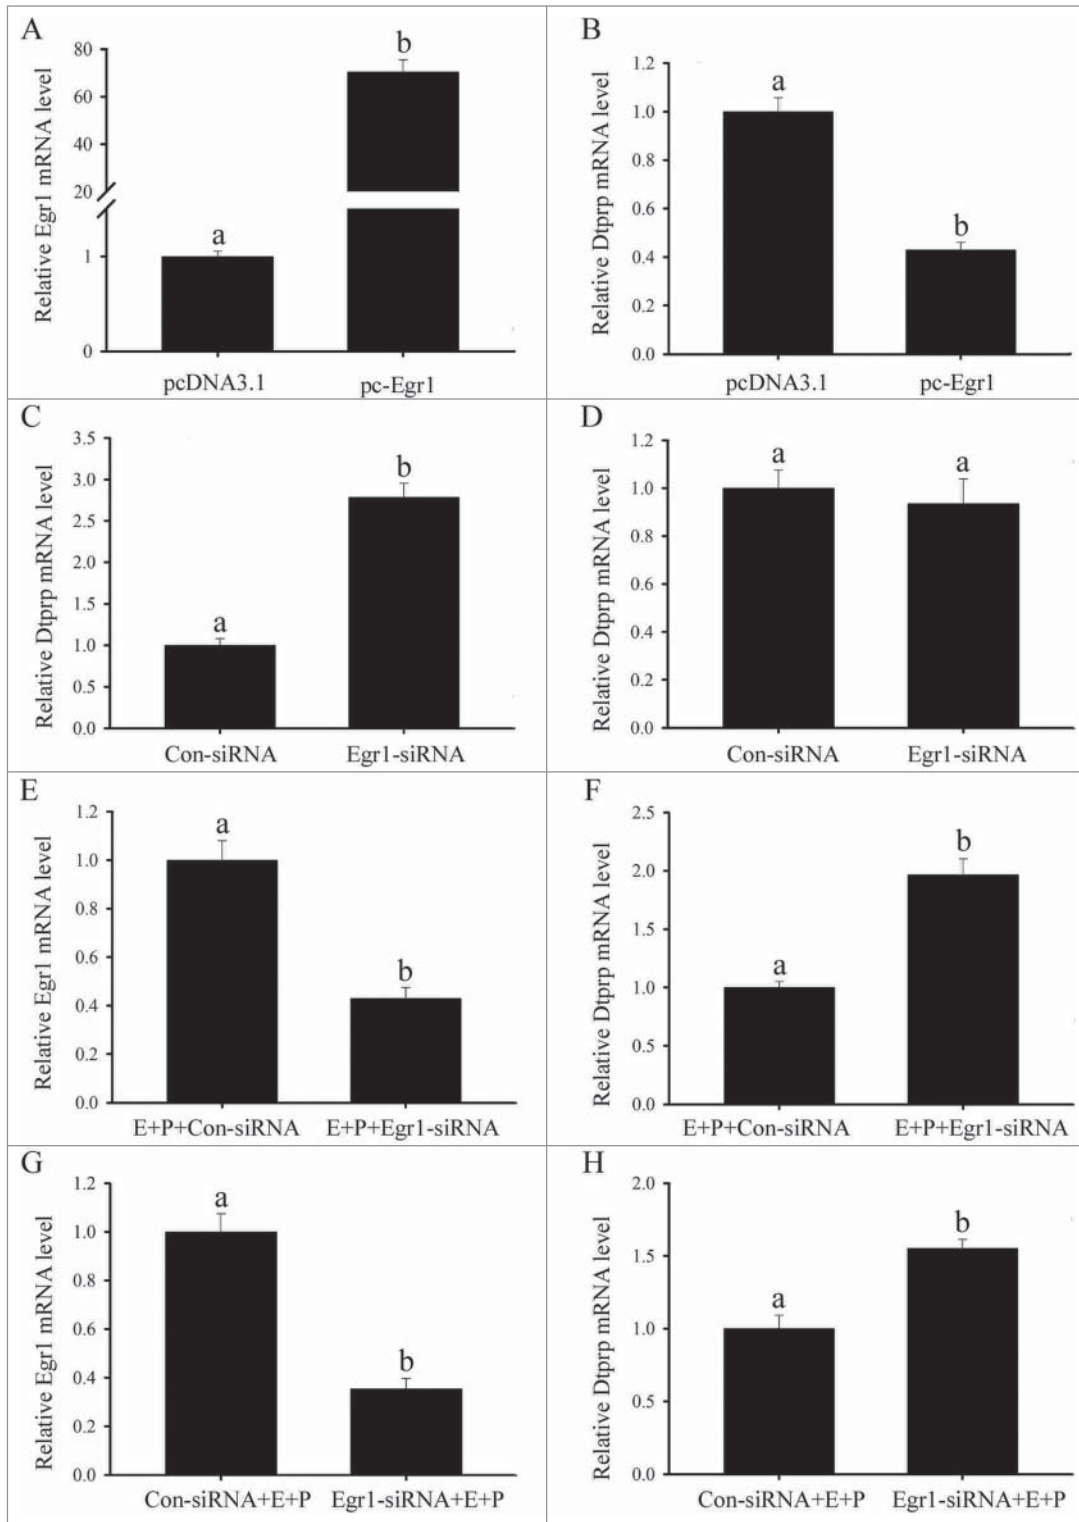 A
Relative Egr1 mRNA level
80
60
40
20
1
0
a
b
pcDNA3.1
pc-Egr1
B
Relative Dtprp mRNA level
1.2
1.0
0.8
0.6
0.4
0.2
0.0
a
b
pcDNA3.1
pc-Egr1
C
Relative Dtprp mRNA level
3.5
3.0
2.5
2.0
1.5
1.0
0.5
0.0
a
b
Con-siRNA
Egr1-siRNA
D
Relative Dtprp mRNA level
1.2
1.0
0.8
0.6
0.4
0.2
0.0
a
a
Con-siRNA
Egr1-siRNA
E
Relative Egr1 mRNA level
1.2
1.0
0.8
0.6
0.4
0.2
0.0
a
b
E+P+Con-siRNA
E+P+Egr1-siRNA
F
Relative Dtprp mRNA level
2.5
2.0
1.5
1.0
0.5
0.0
a
b
E+P+Con-siRNA
E+P+Egr1-siRNA
G
Relative Egr1 mRNA level
1.2
1.0
0.8
0.6
0.4
0.2
0.0
a
b
Con-siRNA+E+P
Egr1-siRNA+E+P
H
Relative Dtprp mRNA level
2.0
1.5
1.0
0.5
0.0
a
b
Con-siRNA+E+P
Egr1-siRNA+E+P